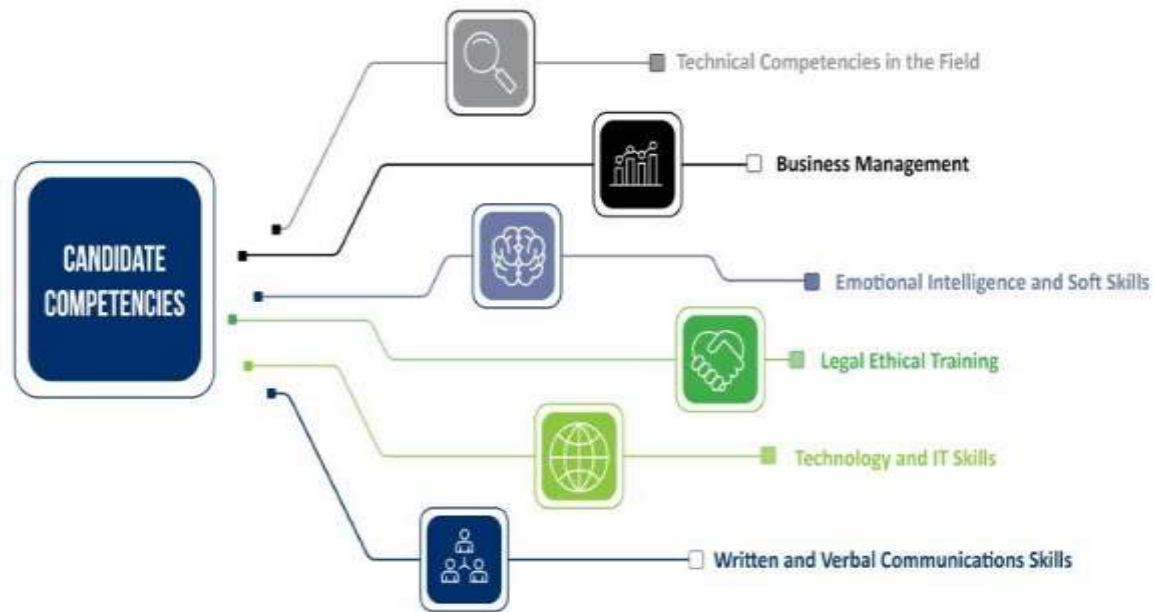 CANDIDATE
COMPETENCIES
Technical Competencies in the Field
Business Management
Emotional Intelligence and Soft Skills
Legal Ethical Training
Technology and IT Skills
Written and Verbal Communications Skills